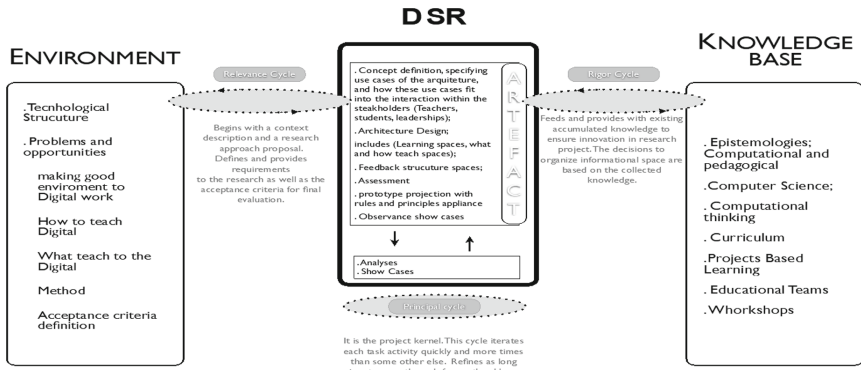 DSR
ENVIRONMENT
.Tecnhological
Strucuture
. Problems and
opportunities
making good
enviroment to
Digital work
How to teach
Digital
What teach to the
Digital
Method
Acceptance criteria
definition
Relevance Cycle
Begins with a context
description and a research
approach proposal.
Defines and provides
requirements
to the research as well as the
acceptance criteria for final
evaluation.
. Concept definition, specifying
use cases of the arquiteture,
and how these use cases fit
into the interaction within the
steakholders (Teachers,
students, leaderships);
. Architecture Design;
includes (Learning spaces, what
and how teach spaces);
. Feedback strucuture spaces;
. Assessment
. prototype projection with
rules and principles appliance
. Observance show cases
ARTEFACT
.Analyses
. Show Cases
Principal cycle
It is the project kernel. This cycle iterates
each task activity quickly and more times
than some other else. Refines as long
Rigor Cycle
Feeds and provides with existing
accumulated knowledge to
ensure innovation in research
project. The decisions to
organize informational space are
based on the collected
knowledge.
KNOWLEDGE
BASE
. Epistemologies;
Computational and
pedagogical
.Computer Science;
. Computational
thinking
. Curriculum
.Projects Based
Learning
. Educational Teams
. Whorkshops